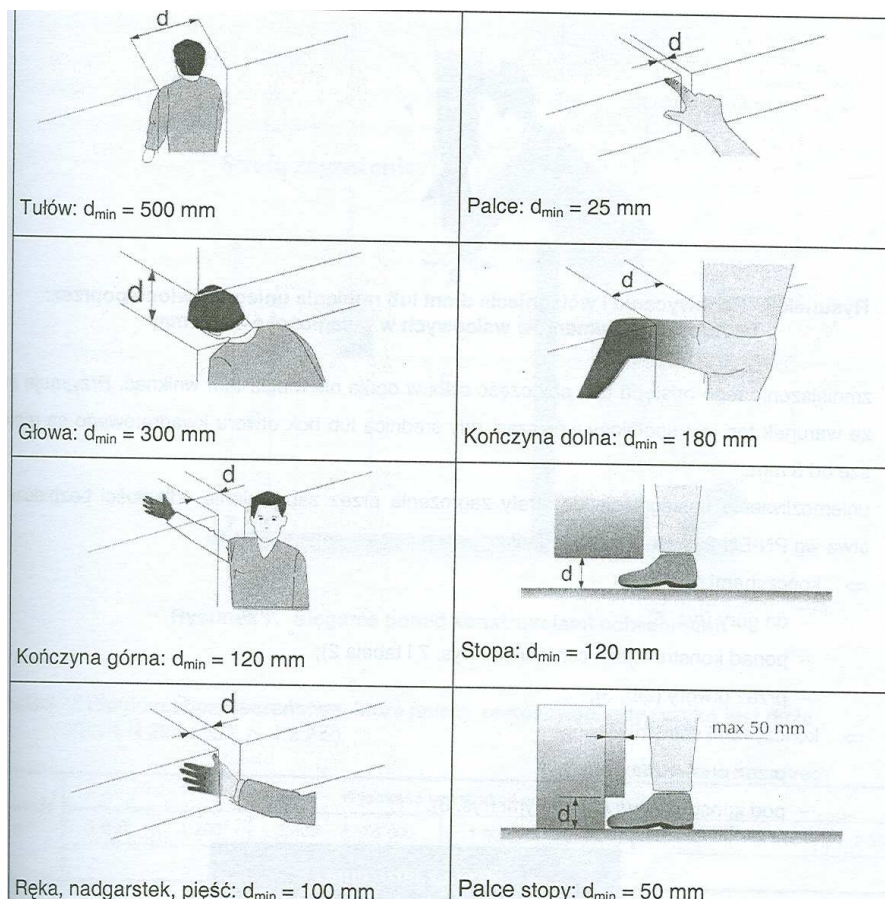 d
d
Tułów: dmin = 500 mm
Palce: dmin = 25 mm
d
d
Głowa: dmin = 300 mm
Kończyna dolna: dmin = 180 mm
d
d
Kończyna górna: dmin = 120 mm
Stopa: dmin = 120 mm
d
max 50 mm
d
Ręka, nadgarstek, pięść: dmin = 100 mm
Palce stopy: dmin = 50 mm